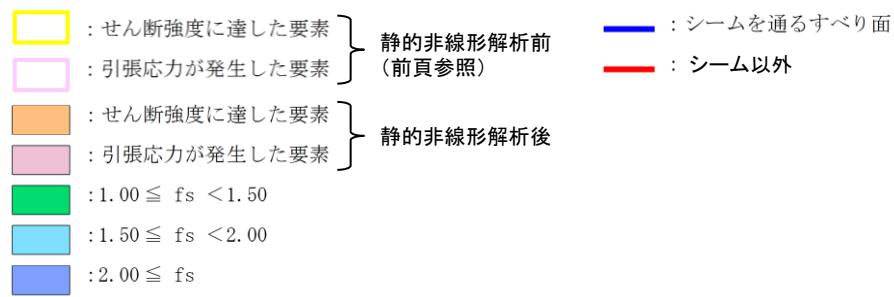 ：せん断強度に達した要素
：引張応力が発生した要素
静的非線形解析前
（前頁参照）
：せん断強度に達した要素
：引張応力が発生した要素
静的非線形解析後
:1.00≦ fs ＜1.50
:1.50≦ fs ＜2.00
:2.00≦ fs
：シームを通るすべり面
： シーム以外